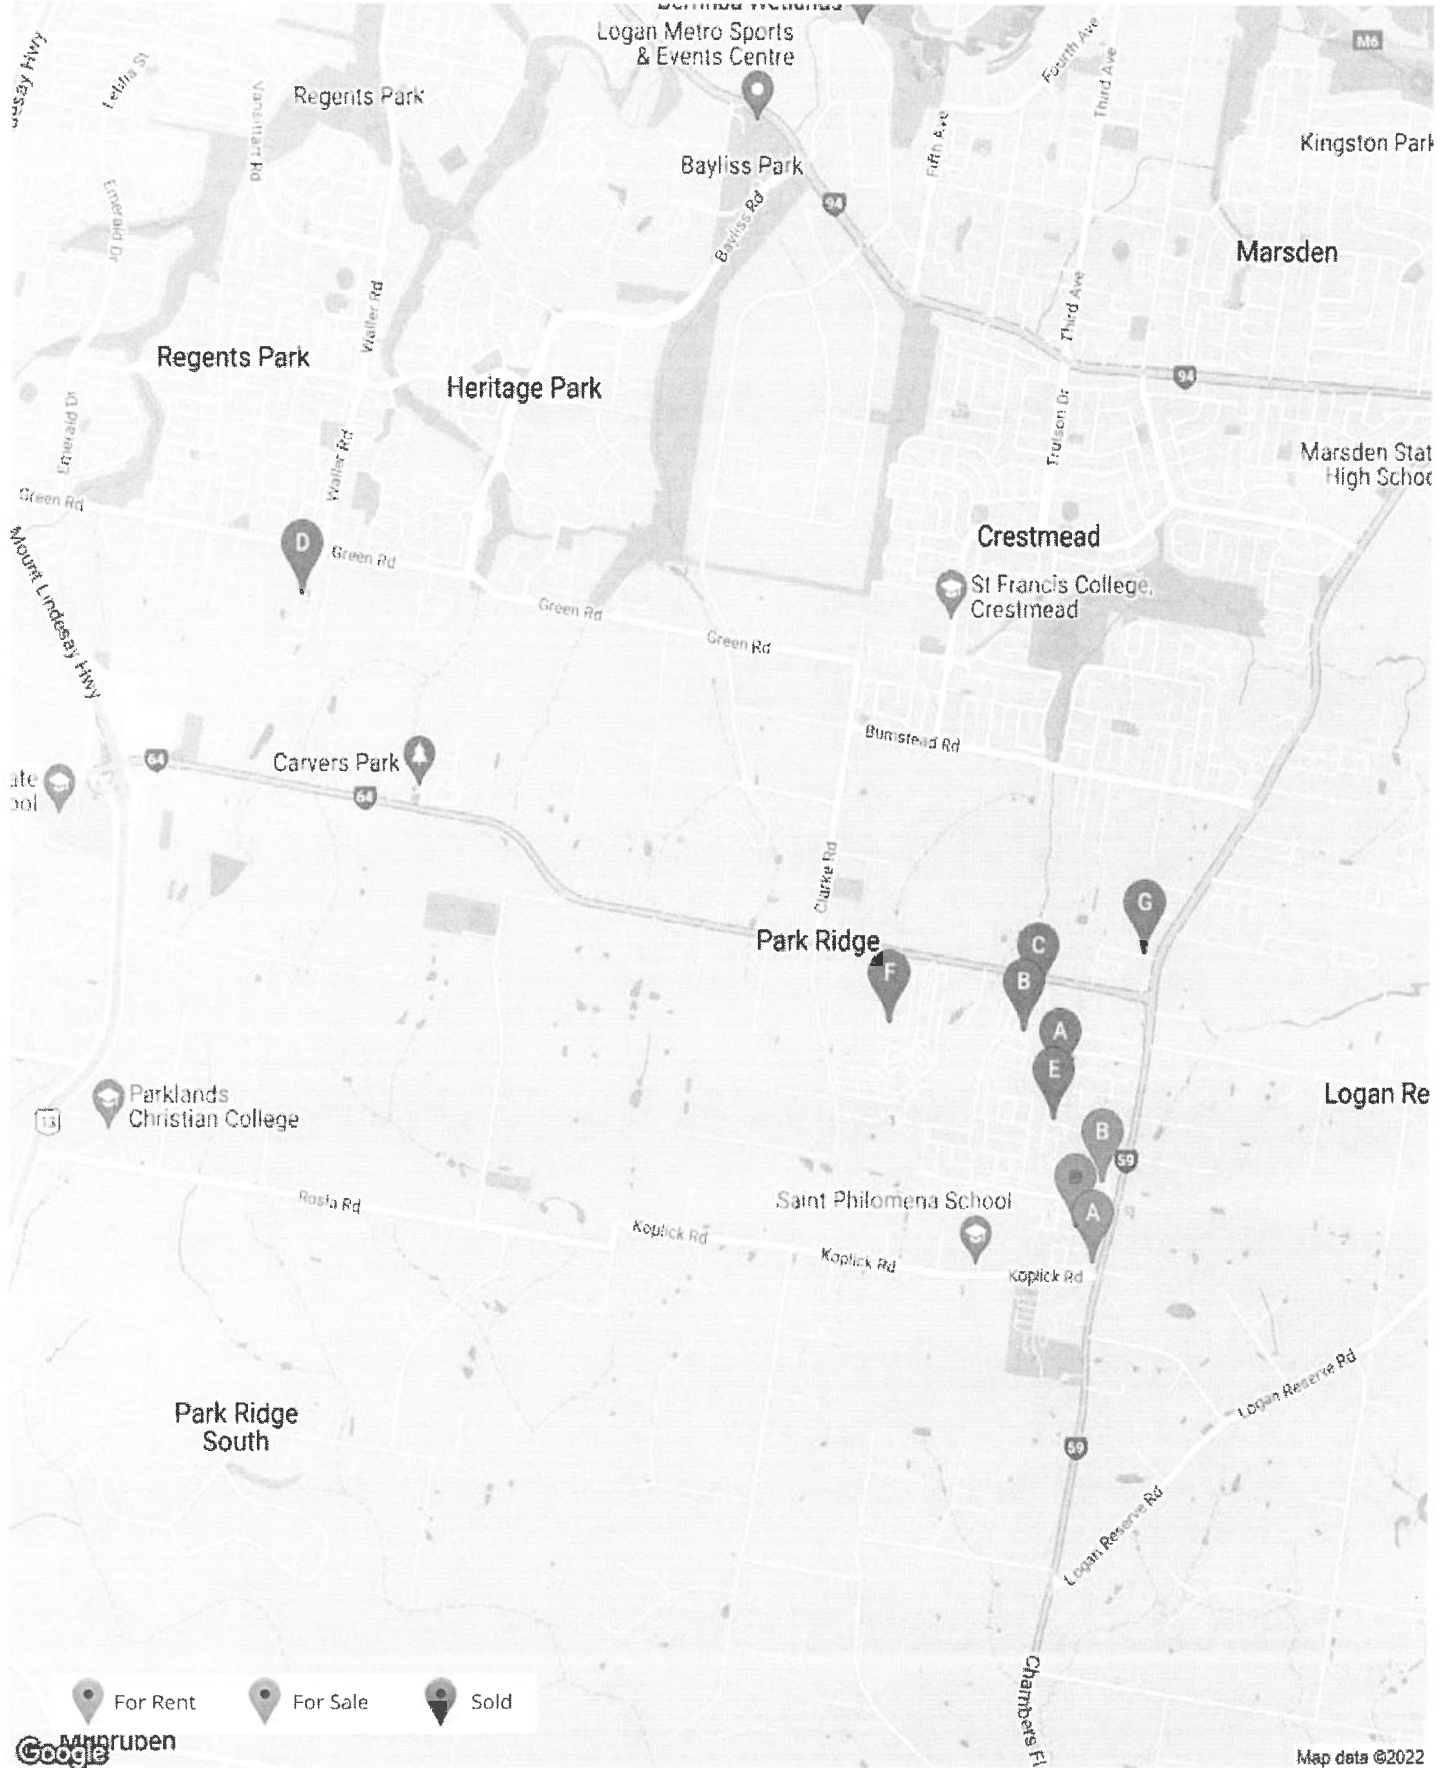 Logan Metro Sports
& Events Centre
M6
Fourth Ave
Third Ave
Regents Park
Vansittart Rd
Kingston Park
Fifth Ave
Bayliss Park
94
Bayliss Rd
Emerald Dr
Marsden
Waller Rd
Third Ave
Regents Park
Heritage Park
94
Emerald Dr
Waller Rd
Trulson Dr
Marsden Stat
High Schoo
Green Rd
Mount Lindesay Hwy
D
Green Rd
Crestmead
St Francis College,
Crestmead
Green Rd
Green Rd
Bumstead Rd
64
Carvers Park
64
ate
ool
Clarke Rd
G
Park Ridge
C
F
B
A
E
Parklands
Christian College
13
Logan Re
B
59
Rosia Rd
Saint Philomena School
A
Koplick Rd
Koplick Rd
Koplick Rd
Logan Reserve Rd
Park Ridge
South
59
Logan Reserve Rd
Chambers Fl
For Rent
For Sale
Sold
Google
Map data ©2022